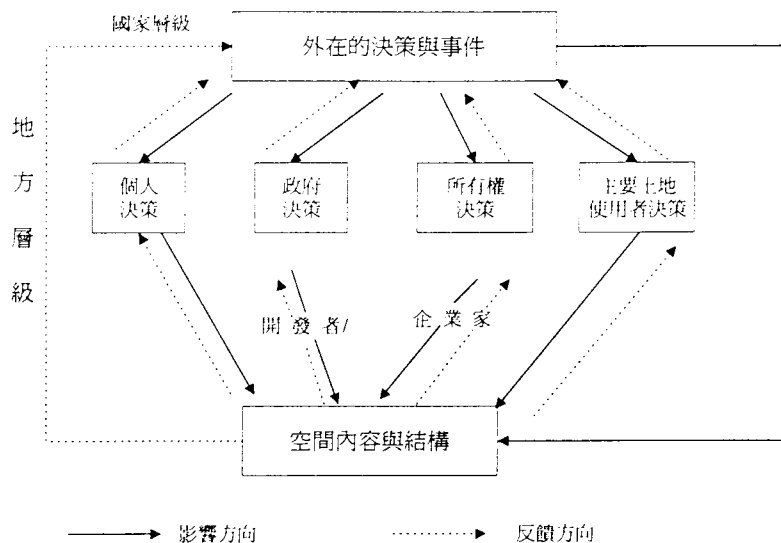 國家層級
外在的決策與事件
地方層級
個人
決策
政府
決策
所有權
決策
主要土地
使用者決策
開發者/
企業家
空間內容與結構
影響方向
反饋方向